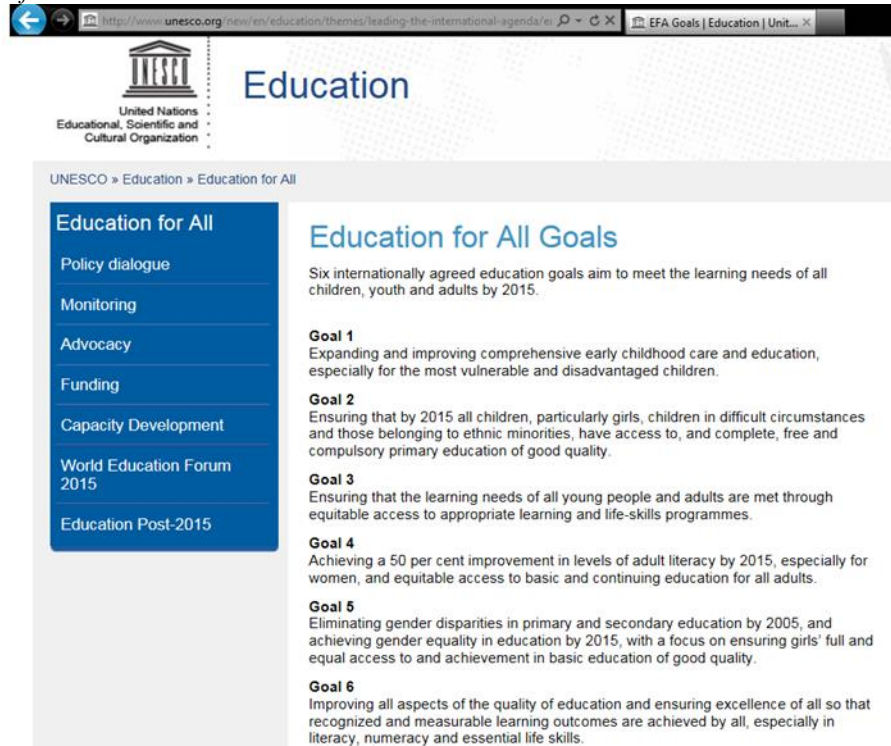 http://www.unesco.org/new/en/education/themes/leading-the-international-agenda/
EFA Goals | Education | Unit...
UNESCO
United Nations
Educational, Scientific and
Cultural Organization
Education
UNESCO » Education » Education for All
Education for All
Policy dialogue
Monitoring
Advocacy
Funding
Capacity Development
World Education Forum
2015
Education Post-2015
Education for All Goals
Six internationally agreed education goals aim to meet the learning needs of all
children, youth and adults by 2015.
Goal 1
Expanding and improving comprehensive early childhood care and education,
especially for the most vulnerable and disadvantaged children.
Goal 2
Ensuring that by 2015 all children, particularly girls, children in difficult circumstances
and those belonging to ethnic minorities, have access to, and complete, free and
compulsory primary education of good quality.
Goal 3
Ensuring that the learning needs of all young people and adults are met through
equitable access to appropriate learning and life-skills programmes.
Goal 4
Achieving a 50 per cent improvement in levels of adult literacy by 2015, especially for
women, and equitable access to basic and continuing education for all adults.
Goal 5
Eliminating gender disparities in primary and secondary education by 2005, and
achieving gender equality in education by 2015, with a focus on ensuring girls' full and
equal access to and achievement in basic education of good quality.
Goal 6
Improving all aspects of the quality of education and ensuring excellence of all so that
recognized and measurable learning outcomes are achieved by all, especially in
literacy, numeracy and essential life skills.